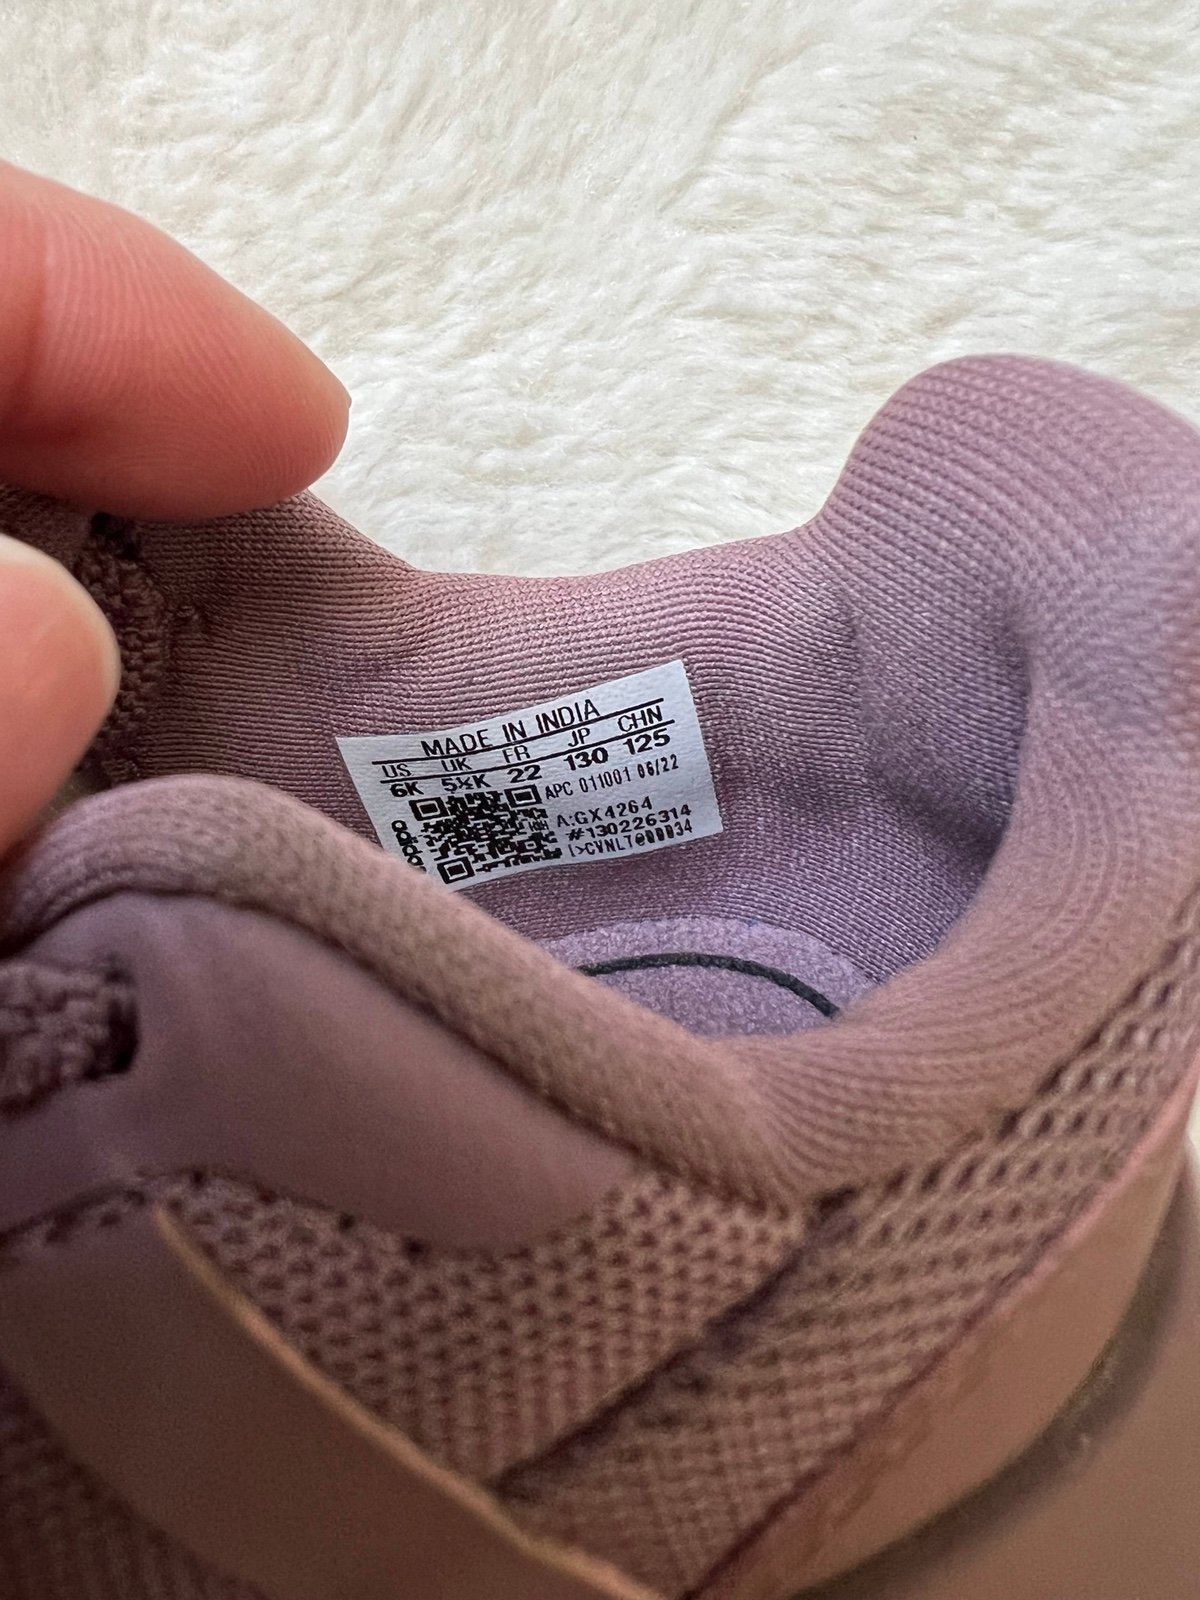 MADE IN INDIA
US UK FR JP CHN
6K 5½K 22 130 125
APC 011001 06/22
A:GX4264
#130226314